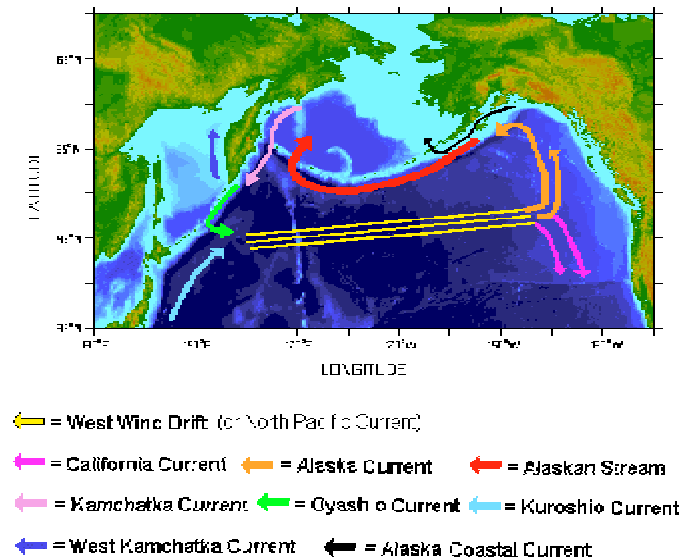 LONGITUDE
= West Wind Drift (or North Pacific Current)
= California Current = Alaska Current = Alaskan Stream
= Kamchatka Current = Oyashio Current = Kuroshio Current
= West Kamchatka Current = Alaska Coastal Current